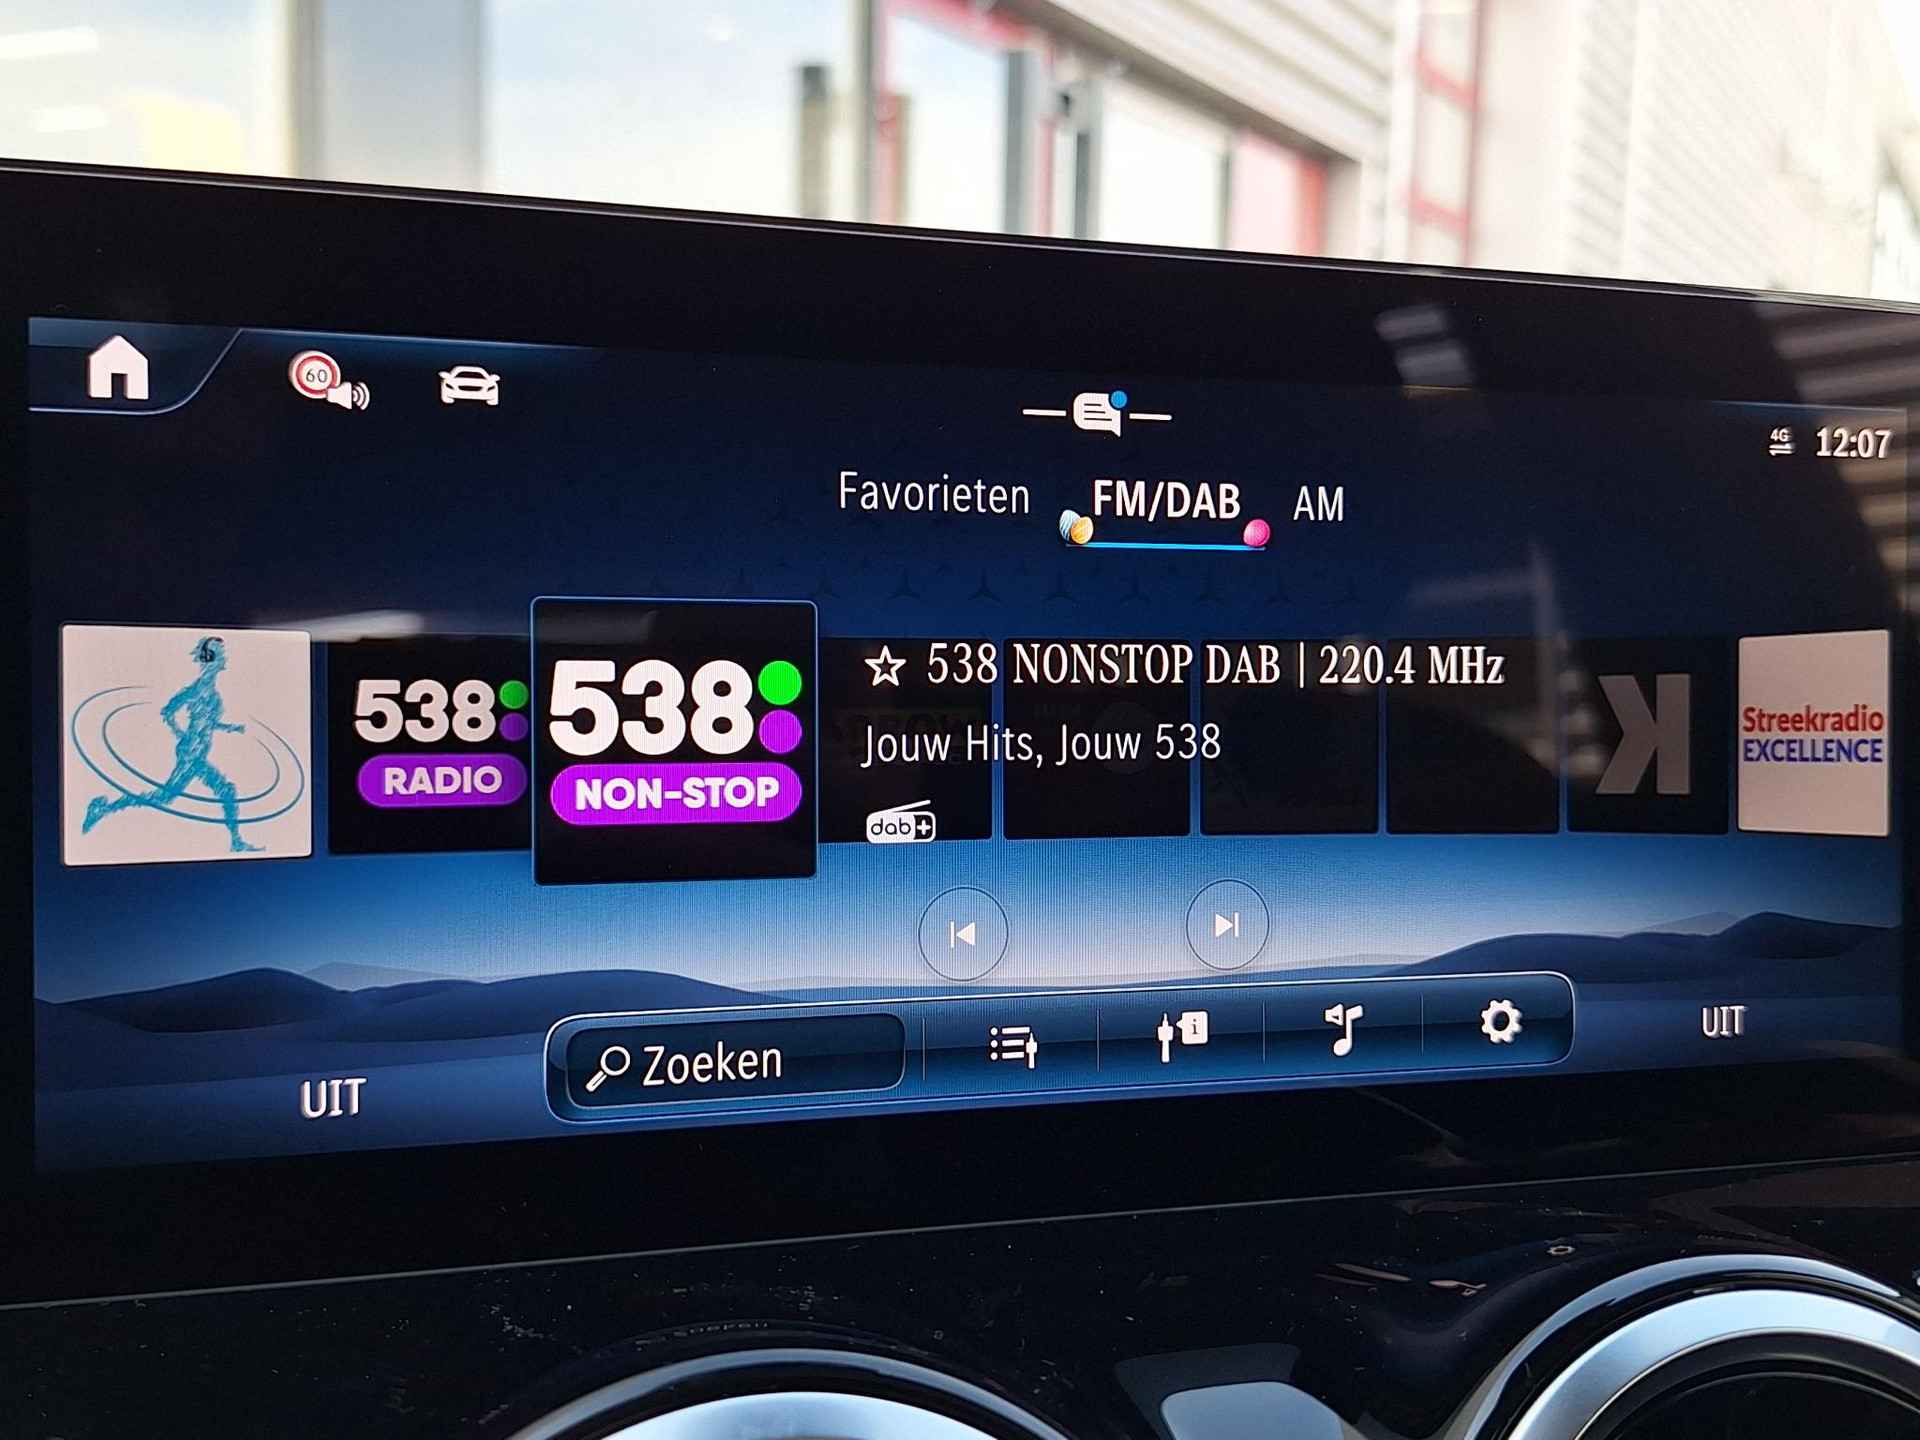 60
4G
12:07
Favorieten
FM/DAB
AM
538
RADIO
538
NON-STOP
538 NONSTOP DAB | 220.4 MHz
Jouw Hits, Jouw 538
dab+
K
Streekradio
EXCELLENCE
UIT
Zoeken
i
UIT